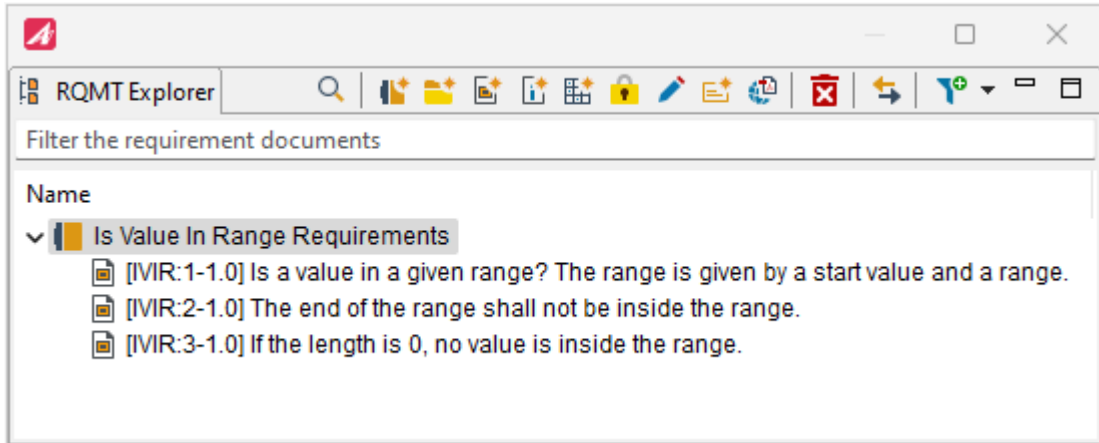 RQMT Explorer
Filter the requirement documents
Name
Is Value In Range Requirements
[IVIR:1-1.0] Is a value in a given range? The range is given by a start value and a range.
[IVIR:2-1.0] The end of the range shall not be inside the range.
[IVIR:3-1.0] If the length is 0, no value is inside the range.